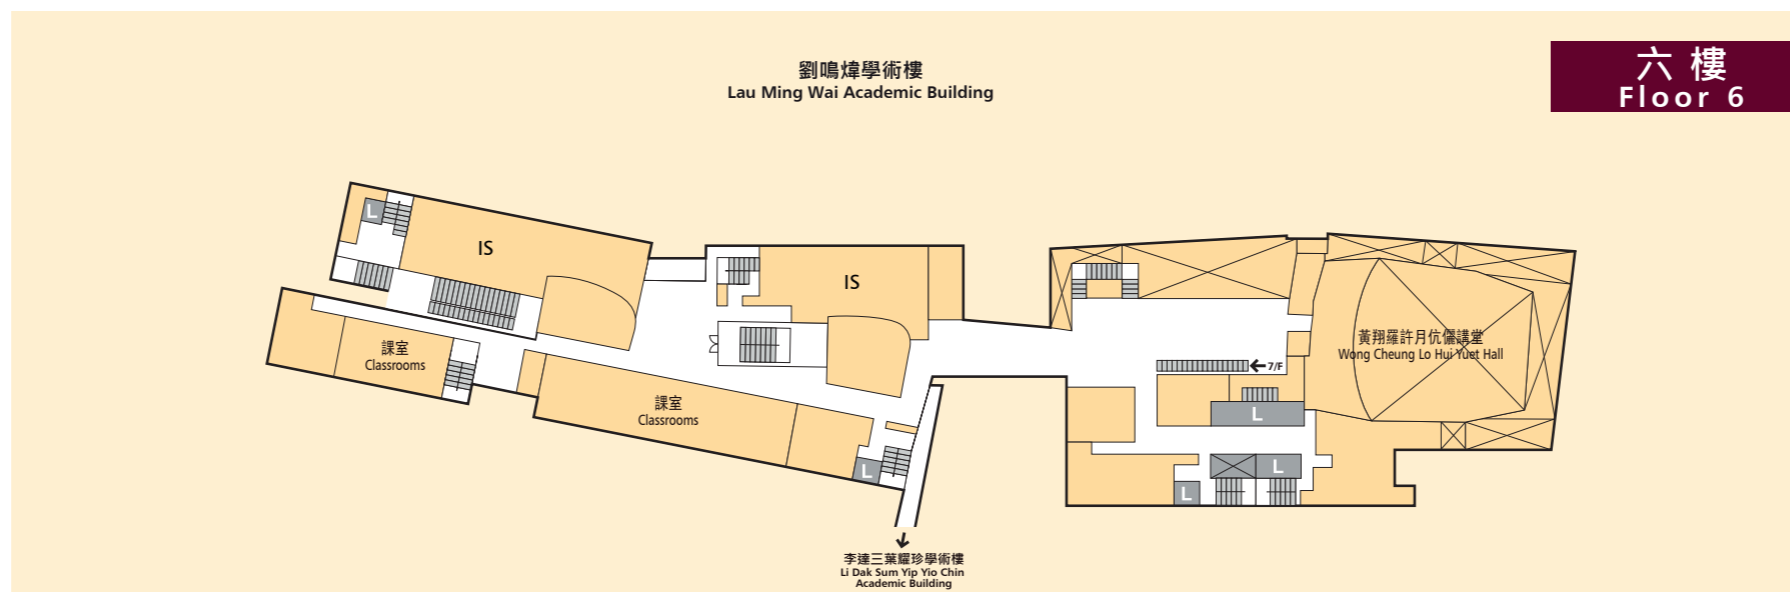 劉鳴煒學術樓
Lau Ming Wai Academic Building
六樓
Floor 6
L
IS
IS
課室
Classrooms
黃翔羅許月伉儷講堂
Wong Cheung Lo Hui Yuet Hall
7/F
課室
Classrooms
L
L
L
L
李達三葉耀珍學術樓
Li Dak Sum Yip Yio Chin
Academic Building